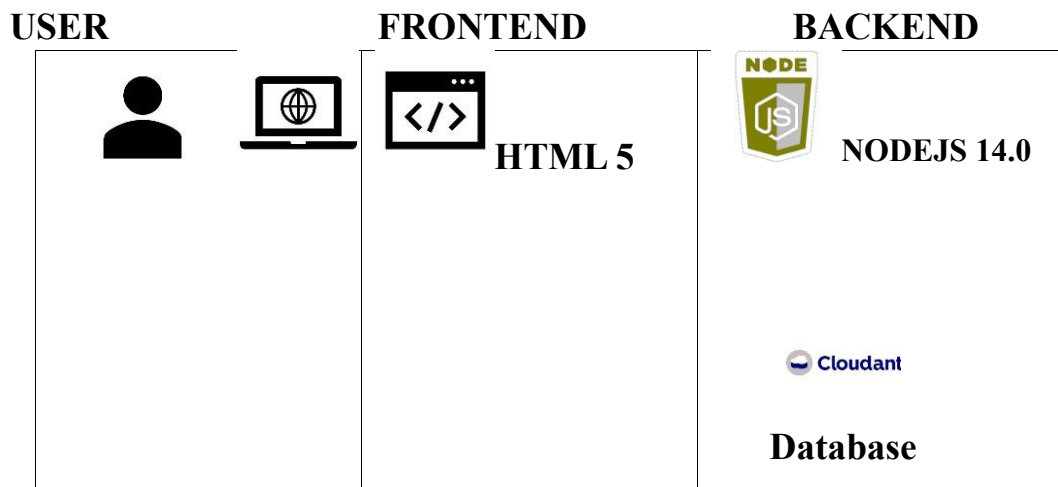 USER FRONTEND BACKEND
</>
HTML 5
NODE
JS
NODEJS 14.0
Cloudant
Database